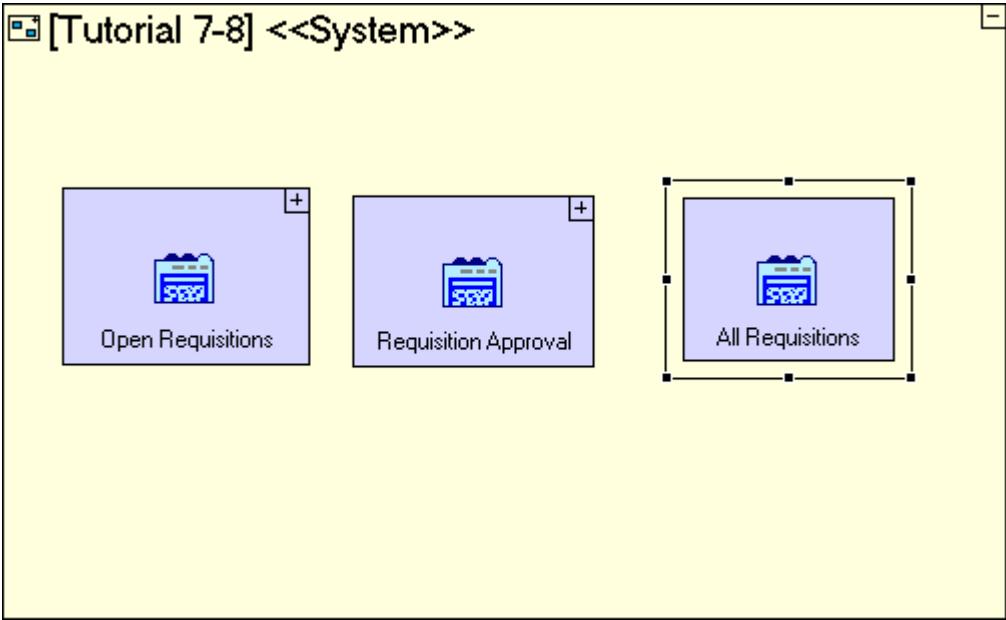 [Tutorial 7-8] <<System>>
Open Requisitions
Requisition Approval
All Requisitions